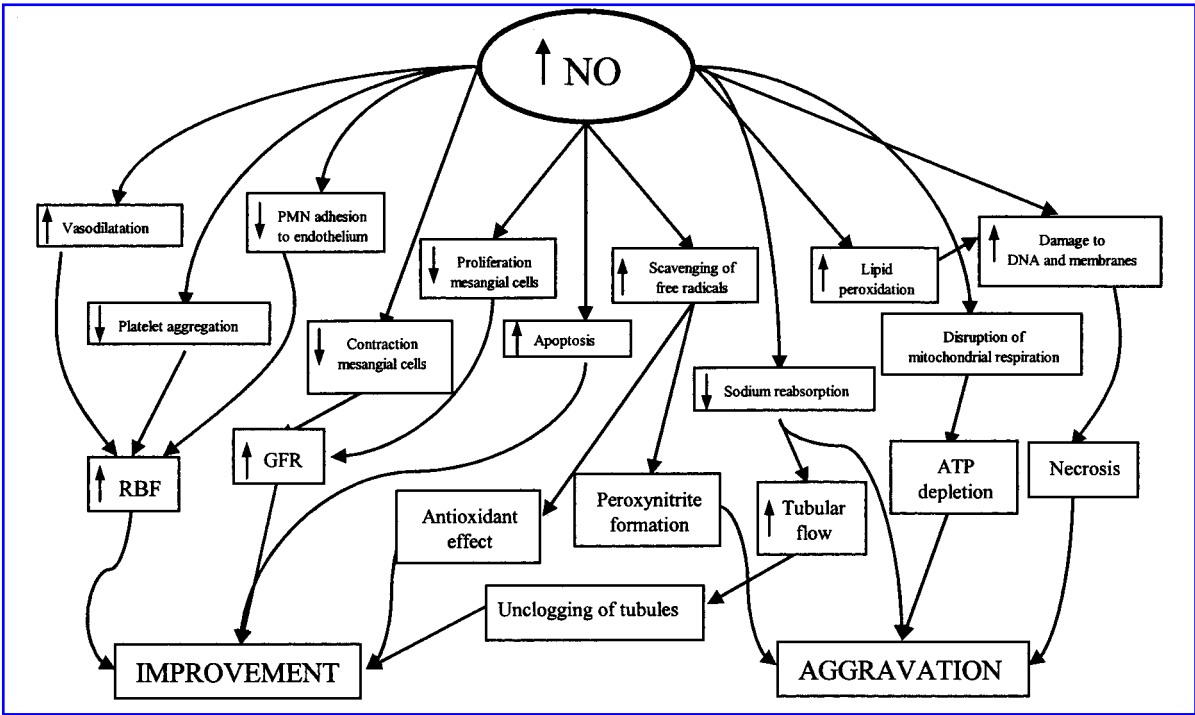 ↑ NO
↑ Vasodilatation
↓ PMN adhesion
to endothelium
↓ Platelet aggregation
↓ Proliferation
mesangial cells
↓ Contraction
mesangial cells
↑ Apoptosis
↑ Scavenging of
free radicals
↑ Lipid
peroxidation
↑ Damage to
DNA and membranes
Disruption of
mitochondrial respiration
↓ Sodium reabsorption
↑ RBF
↑ GFR
Antioxidant
effect
Peroxynitrite
formation
↑ Tubular
flow
ATP
depletion
Necrosis
Unclogging of tubules
IMPROVEMENT
AGGRAVATION